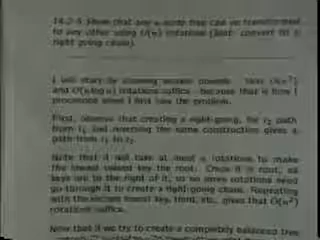 14.2-5 Show that any n-node tree can be transformed
to any other using O(n) rotations (hint: convert to a
right going chain).
I will start by showing weaker bounds - that O(n²)
and O(n log n) rotations suffice - because that is how I
proceeded when I first saw the problem.
First, observe that creating a right-going, for t₂ path
from t₁ and reversing the same construction gives a
path from t₁ to t₂.
Note that it will take at most n rotations to make
the lowest valued key the root. Once it is root, all
keys are to the right of it, so no more rotations need
go through it to create a right-going chain. Repeating
with the second lowest key, third, etc. gives that O(n²)
rotations suffice.
Now that if we try to create a completely balanced tree